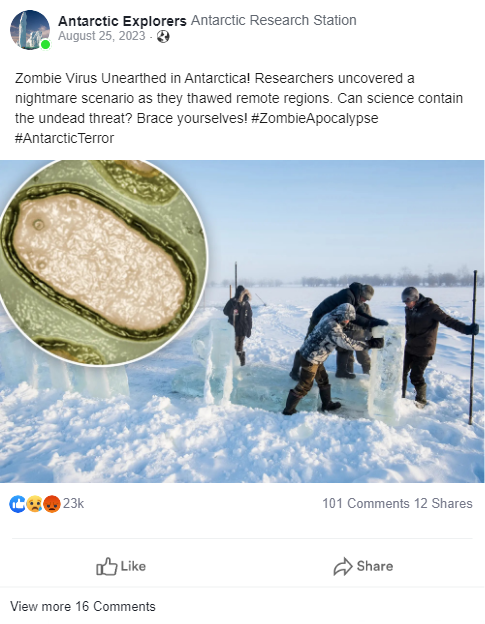 Antarctic Explorers Antarctic Research Station
August 25, 2023 ·
Zombie Virus Unearthed in Antarctica! Researchers uncovered a
nightmare scenario as they thawed remote regions. Can science contain
the undead threat? Brace yourselves! #ZombieApocalypse
#AntarcticTerror
23k
101 Comments 12 Shares
Like
Share
View more 16 Comments